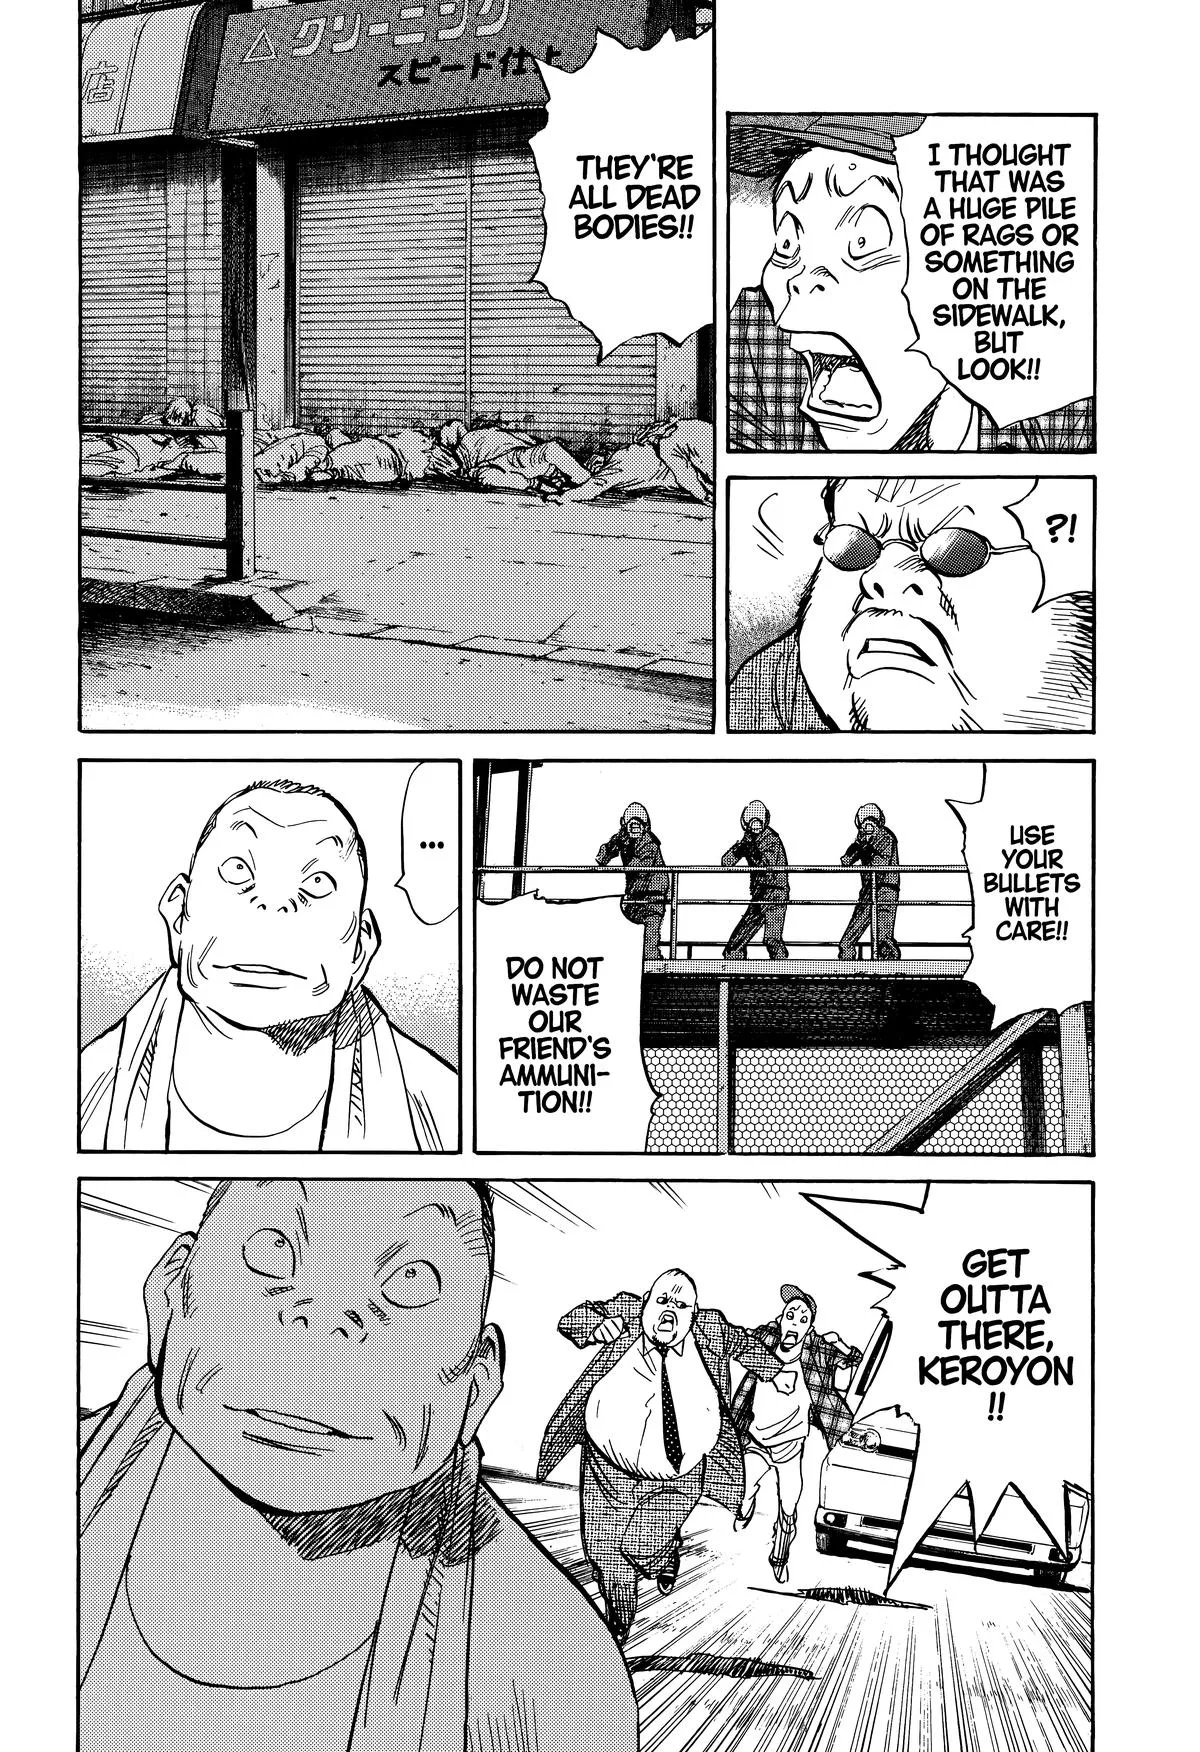 I THOUGHT
THAT WAS
A HUGE PILE
OF RAGS OR
SOMETHING
ON THE
SIDEWALK,
BUT
LOOK!!
THEY'RE
ALL DEAD
BODIES!!
店
クリーニング
スピード仕上
?!
USE
YOUR
BULLETS
WITH
CARE!!
DO NOT
WASTE
OUR
FRIEND'S
AMMUNI-
TION!!
...
GET
OUTTA
THERE,
KEROYON
!!